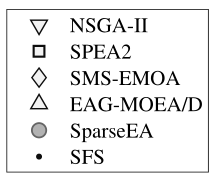 NSGA-II
SPEA2
SMS-EMOA
EAG-MOEA/D
SparseEA
SFS